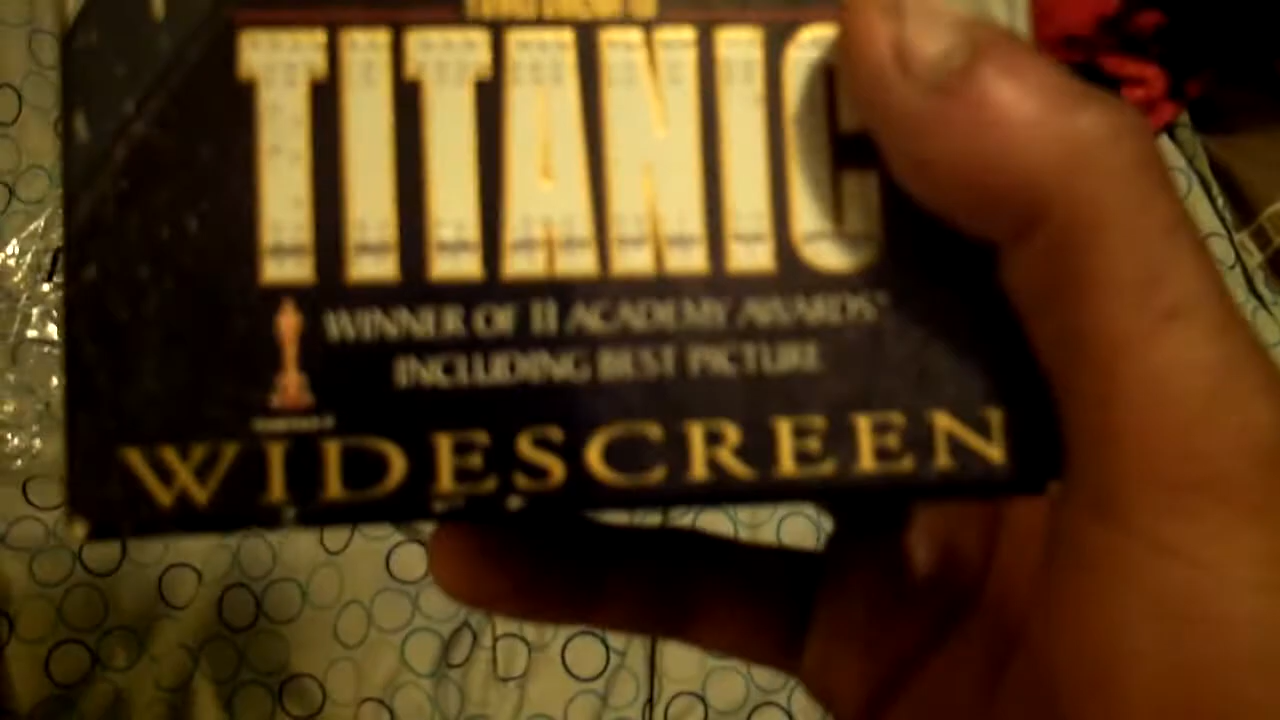 TITANIC
WINNER OF 11 ACADEMY AWARDS
INCLUDING BEST PICTURE
WIDESCREEN